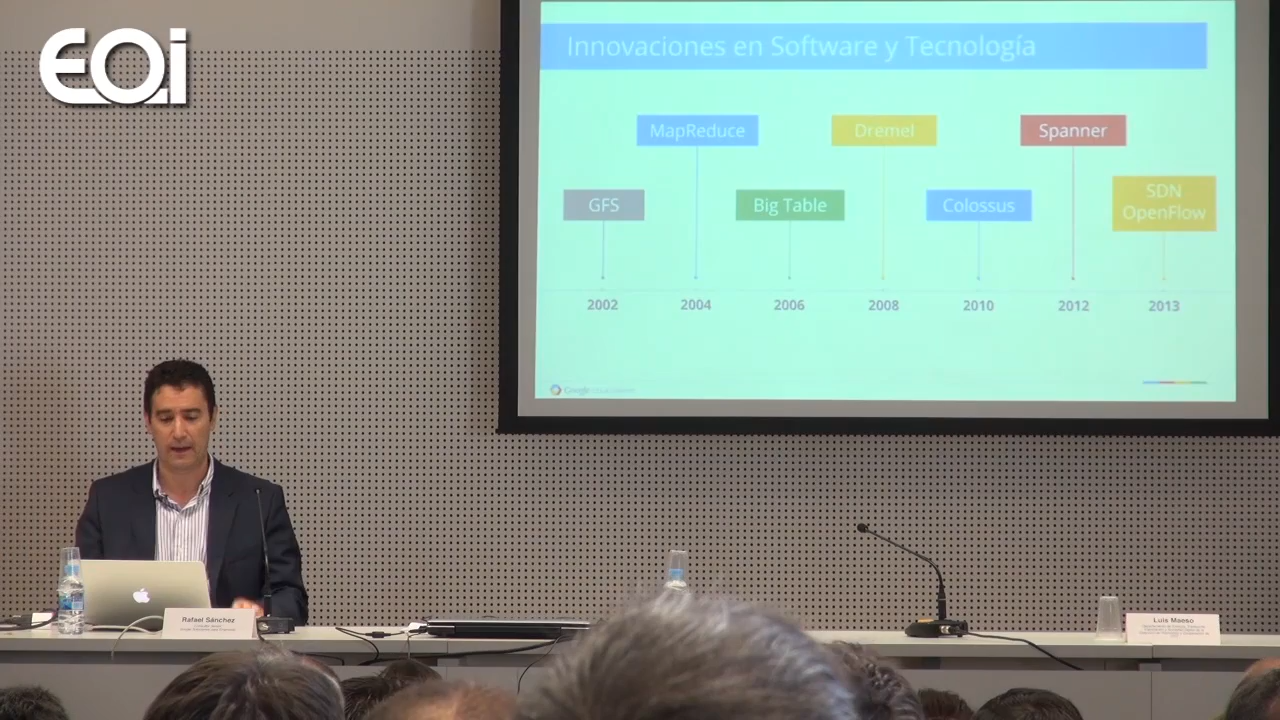 EOi
Innovaciones en Software y Tecnología
MapReduce
Dremel
Spanner
GFS
Big Table
Colossus
SDN
OpenFlow
2002
2004
2006
2008
2010
2012
2013
Google
Rafael Sánchez
Luis Maeso